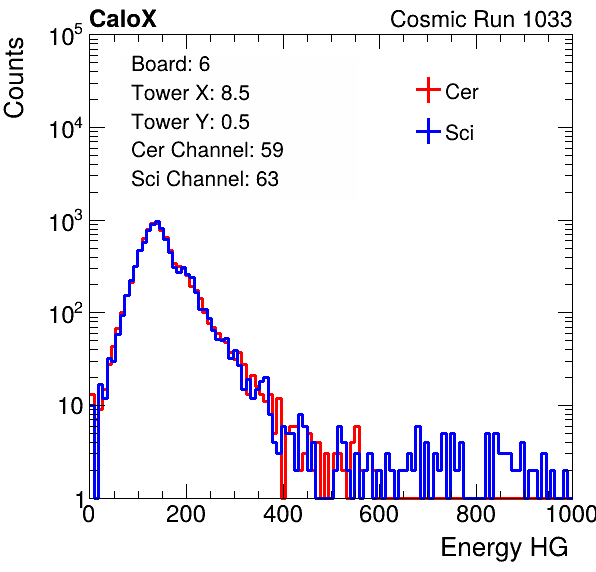 CaloX Cosmic Run 1033
Counts
Board: 6
Tower X: 8.5
Tower Y: 0.5
Cer Channel: 59
Sci Channel: 63
Cer
Sci
10^5
10^4
10^3
10^2
10
1
0 200 400 600 800 1000
Energy HG